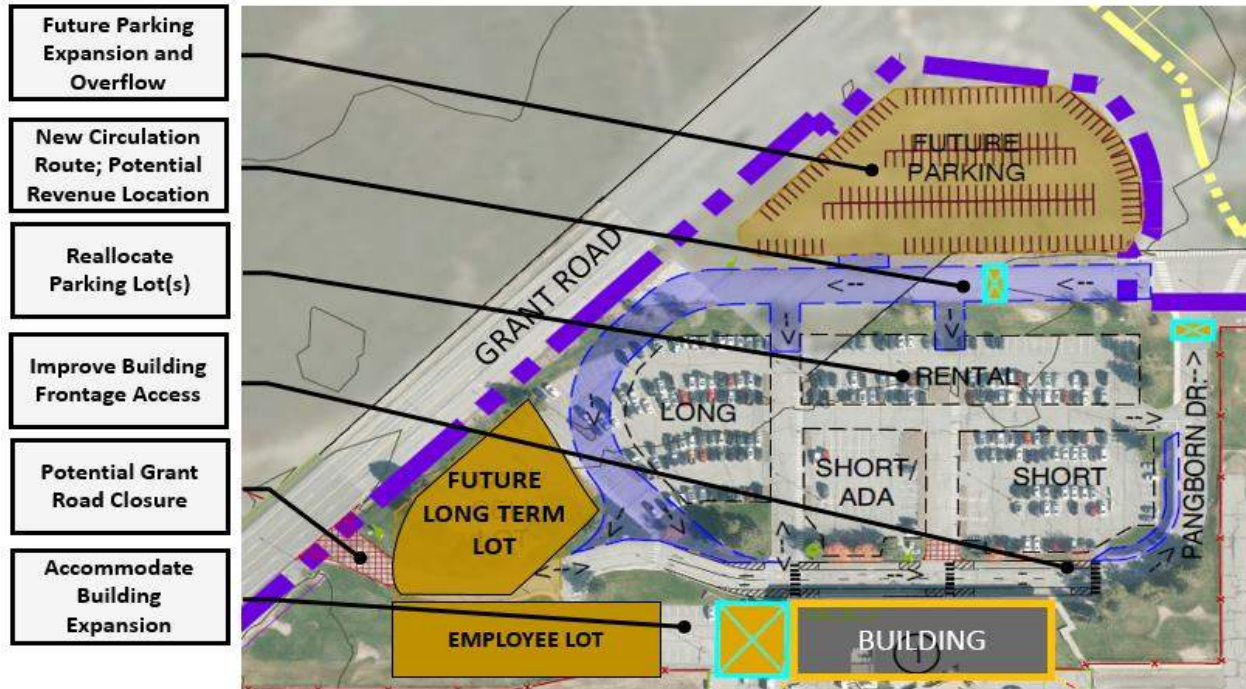 Future Parking
Expansion and
Overflow
New Circulation
Route; Potential
Revenue Location
Reallocate
Parking Lot(s)
Improve Building
Frontage Access
Potential Grant
Road Closure
Accommodate
Building
Expansion
FUTURE
PARKING
GRANT ROAD
RENTAL
LONG
SHORT/
ADA
SHORT
PANGBORN DR.
FUTURE
LONG TERM
LOT
EMPLOYEE LOT
BUILDING
1